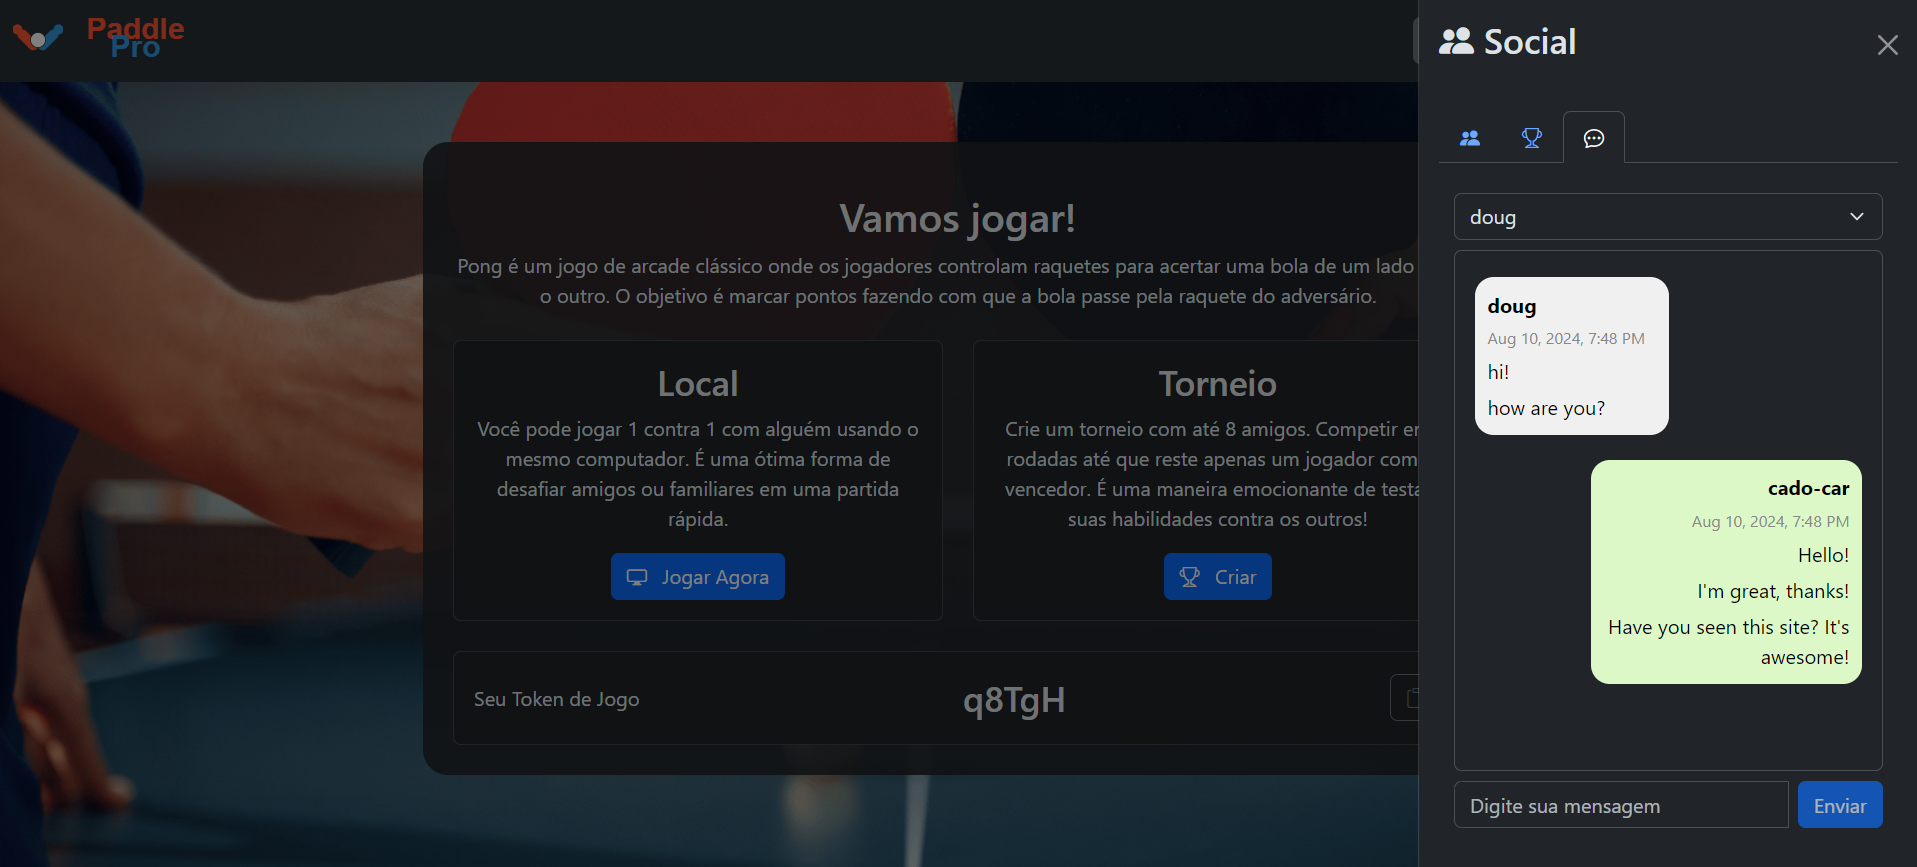 Paddle
Pro
Vamos jogar!
Pong é um jogo de arcade clássico onde os jogadores controlam raquetes para acertar uma bola de um lado
o outro. O objetivo é marcar pontos fazendo com que a bola passe pela raquete do adversário.
Local
Você pode jogar 1 contra 1 com alguém usando o
mesmo computador. É uma ótima forma de
desafiar amigos ou familiares em uma partida
rápida.
Jogar Agora
Torneio
Crie um torneio com até 8 amigos. Competir
rodadas até que reste apenas um jogador com
vencedor. É uma maneira emocionante de
suas habilidades contra os outros!
Criar
Seu Token de Jogo
q8TgH
Social
doug
doug
Aug 10, 2024, 7:48 PM
hi!
how are you?
cado-car
Aug 10, 2024, 7:48 PM
Hello!
I'm great, thanks!
Have you seen this site? It's
awesome!
Digite sua mensagem
Enviar